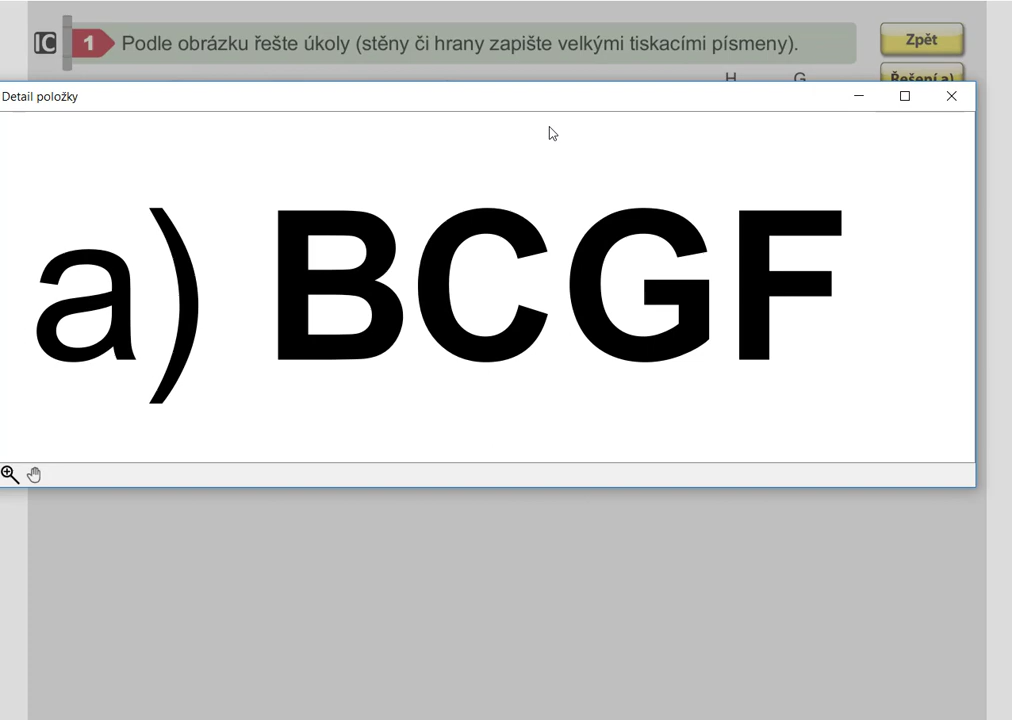 IC 1 Podle obrázku řešte úkoly (stěny či hrany zapište velkými tiskacími písmeny).
Zpět
H G
Řešení a)
Detail položky
a) BCGF